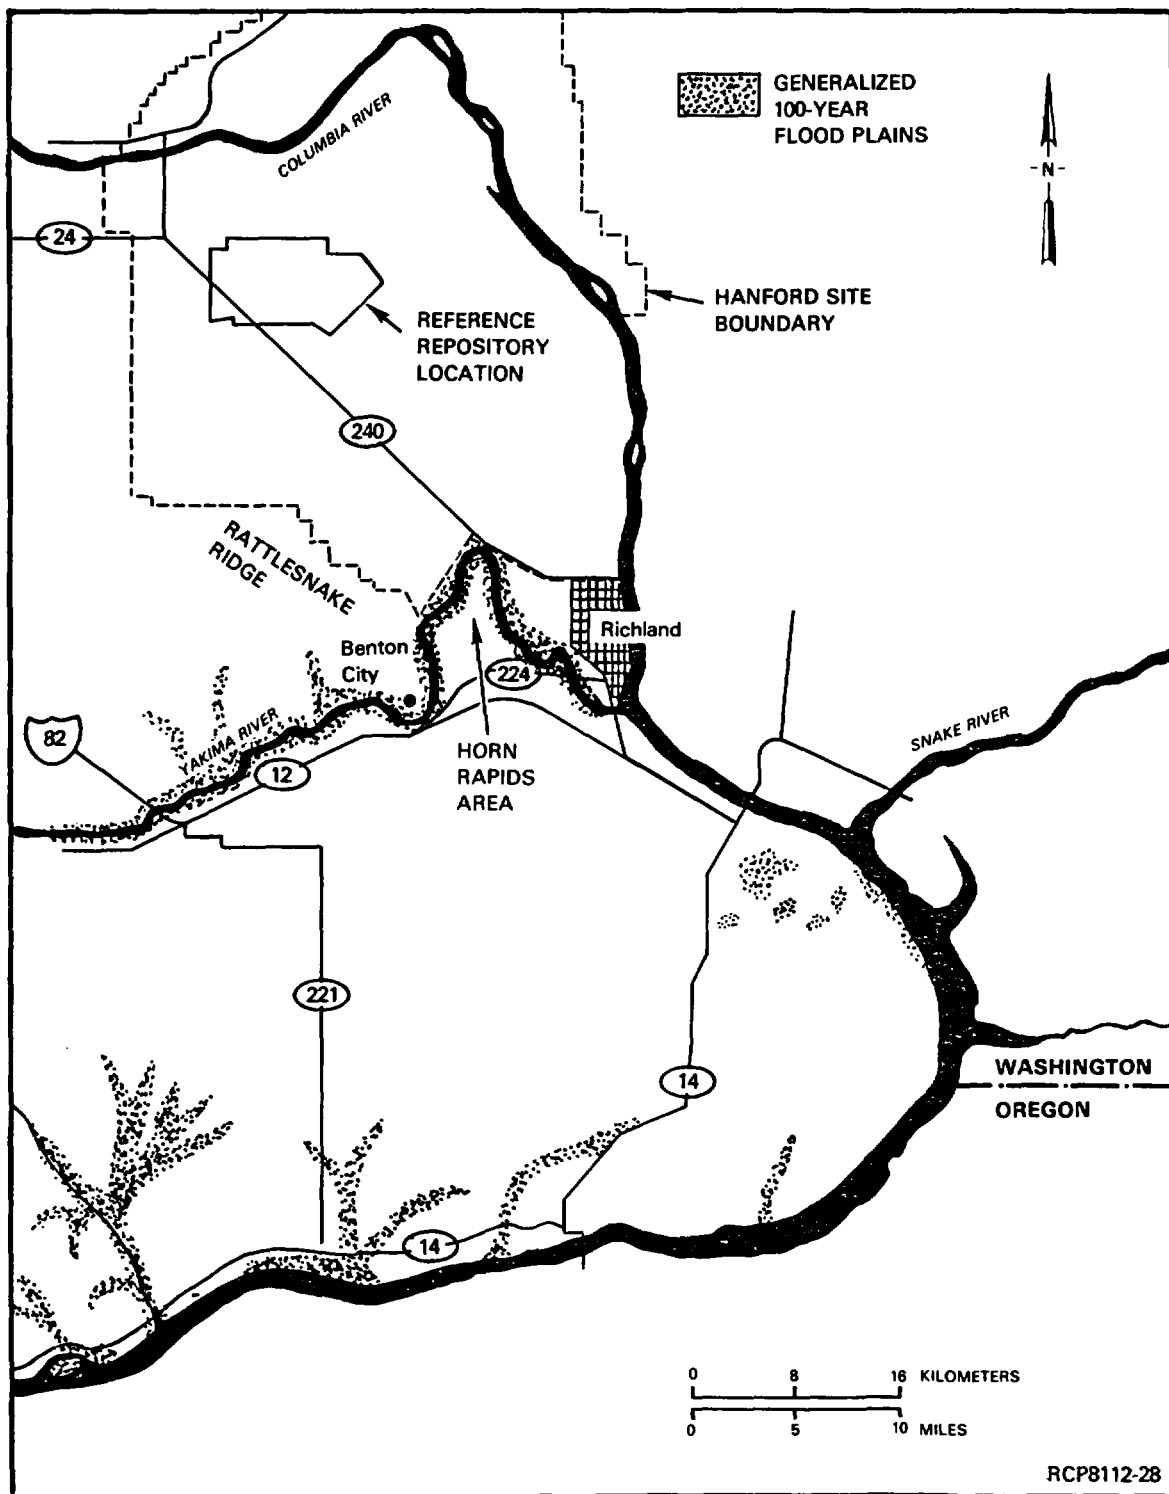 GENERALIZED
100-YEAR
FLOOD PLAINS
COLUMBIA RIVER
-N-
24
HANFORD SITE
BOUNDARY
REFERENCE
REPOSITORY
LOCATION
240
RATTLESNAKE
RIDGE
Richland
Benton
City
224
SNAKE RIVER
82
YAKIMA RIVER
12
HORN
RAPIDS
AREA
221
14
WASHINGTON
OREGON
14
0 8 16 KILOMETERS
0 5 10 MILES
RCP8112-28